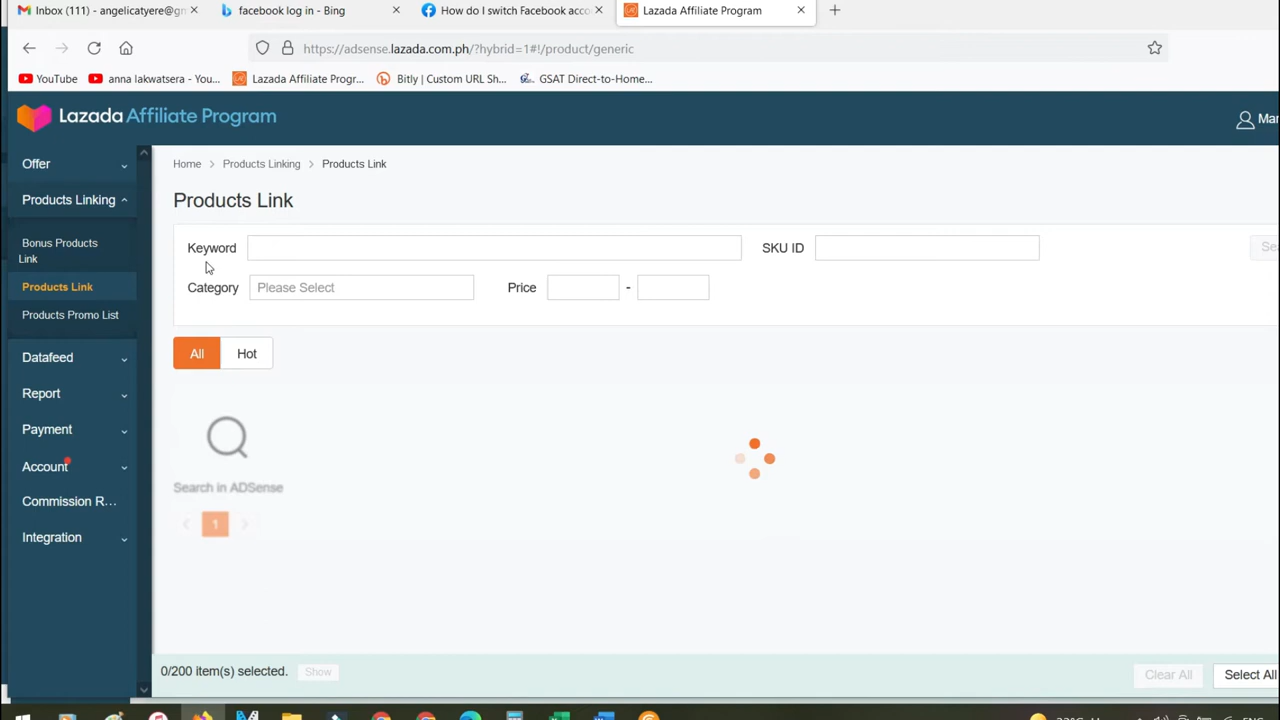 Inbox (111) - angelicatyere@gm
facebook log in - Bing
How do I switch Facebook acco
Lazada Affiliate Program
https://adsense.lazada.com.ph/?hybrid=1#!/product/generic
YouTube
anna lakwatsera - You...
Lazada Affiliate Progr...
Bitly | Custom URL Sh...
GSAT Direct-to-Home...
Lazada Affiliate Program
Mar
Offer
Products Linking
Bonus Products
Link
Products Link
Products Promo List
Datafeed
Report
Payment
Account
Commission R...
Integration
Home > Products Linking > Products Link
Products Link
Keyword
SKU ID
Sea
Category
Please Select
Price
-
All
Hot
Search in ADSense
1
0/200 item(s) selected.
Show
Clear All
Select All